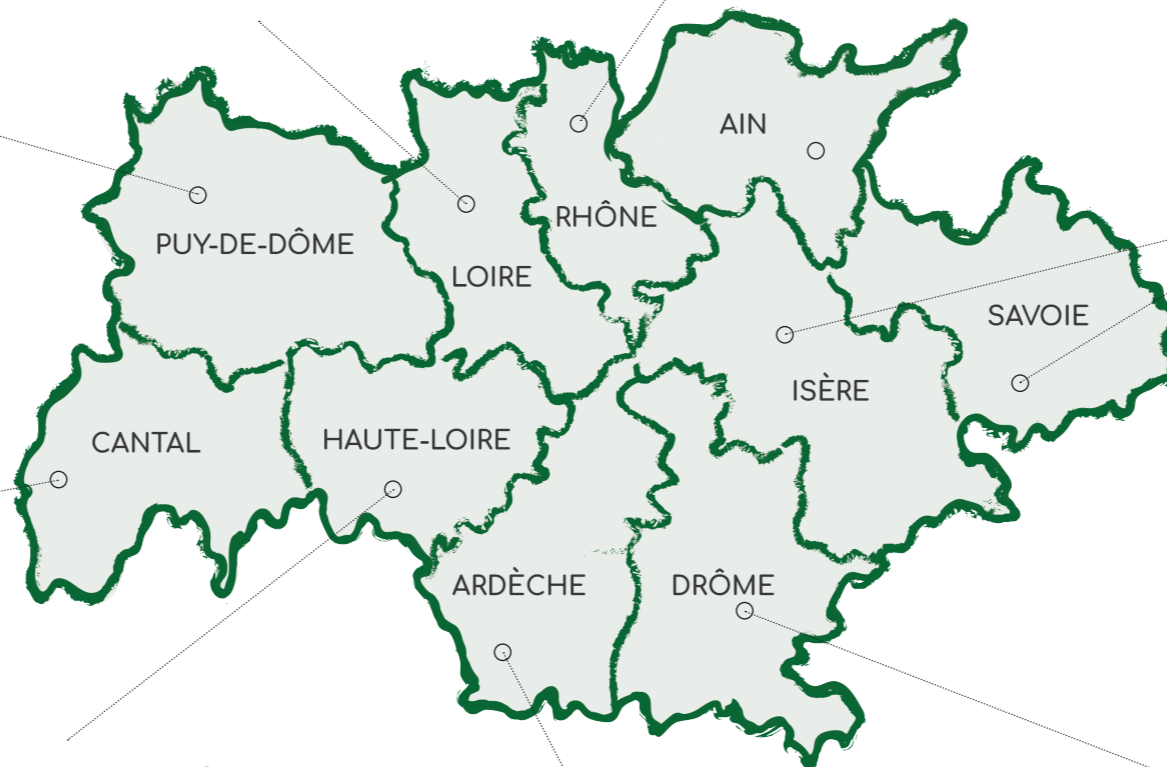 AIN
RHÔNE
PUY-DE-DÔME
LOIRE
SAVOIE
ISÈRE
CANTAL
HAUTE-LOIRE
ARDÈCHE
DRÔME